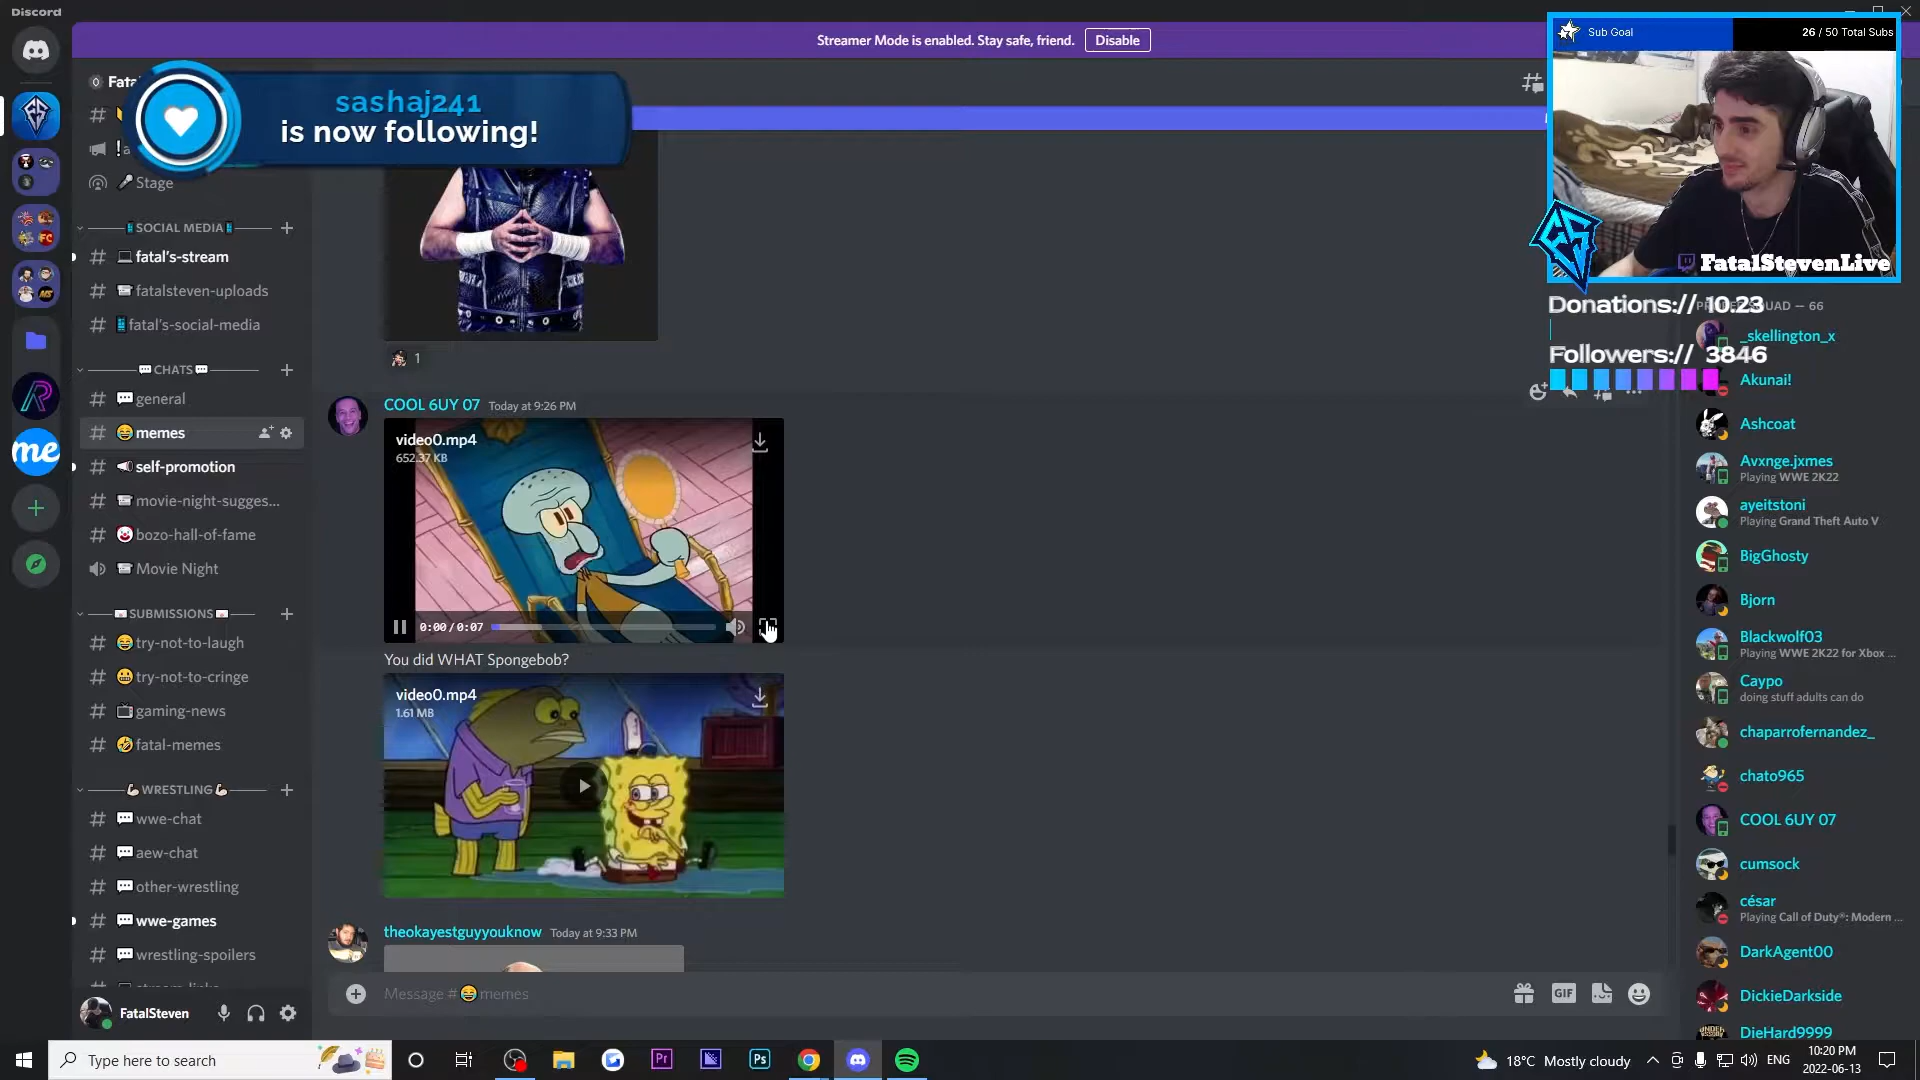 Discord
Streamer Mode is enabled. Stay safe, friend.
Disable
Sub Goal
26 / 50 Total Subs
sashaj241
is now following!
Stage
SOCIAL MEDIA
fatal's-stream
fatalsteven-uploads
fatal's-social-media
CHATS
general
memes
self-promotion
movie-night-sugges...
bozo-hall-of-fame
Movie Night
SUBMISSIONS
try-not-to-laugh
try-not-to-cringe
gaming-news
fatal-memes
WRESTLING
wwe-chat
aew-chat
other-wrestling
wwe-games
wrestling-spoilers
FatalSteven
me
1
COOL 6UY 07 Today at 9:26 PM
video0.mp4
652.37 KB
0:00 / 0:07
You did WHAT Spongebob?
video0.mp4
1.61 MB
theokayestguyyouknow Today at 9:33 PM
Message # memes
GIF
FatalStevenLive
Donations:// 10.23
SQUAD — 66
_skellington_x
Followers:// 3846
Akunai!
Ashcoat
Avxnge.jxmes
Playing WWE 2K22
ayeitstoni
Playing Grand Theft Auto V
BigGhosty
Bjorn
Blackwolf03
Playing WWE 2K22 for Xbox ...
Caypo
doing stuff adults can do
chaparrofernandez_
chato965
COOL 6UY 07
cumsock
césar
Playing Call of Duty®: Modern ...
DarkAgent00
DickieDarkside
DieHard9999
Type here to search
Pr
Ps
18°C Mostly cloudy
ENG
10:20 PM
2022-06-13